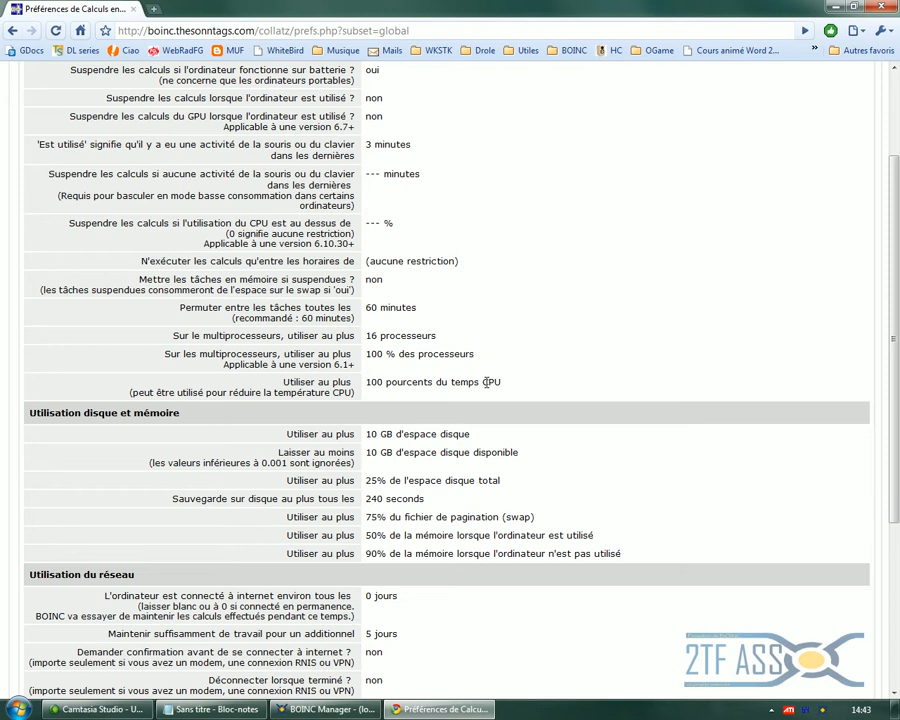 Préférences de Calculs en...
http://boinc.thesonntags.com/collatz/prefs.php?subset=global
GDocs DL series Ciao WebRadFG MUF WhiteBird Musique Mails WKSTK Drole Utiles BOINC HC OGame Cours animé Word 2... » Autres favoris
Suspendre les calculs si l'ordinateur fonctionne sur batterie ? oui
(ne concerne que les ordinateurs portables)
Suspendre les calculs lorsque l'ordinateur est utilisé ? non
Suspendre les calculs du GPU lorsque l'ordinateur est utilisé ? non
Applicable à une version 6.7+
'Est utilisé' signifie qu'il y a eu une activité de la souris ou du clavier 3 minutes
dans les dernières
Suspendre les calculs si aucune activité de la souris ou du clavier --- minutes
dans les dernières
(Requis pour basculer en mode basse consommation dans certains
ordinateurs)
Suspendre les calculs si l'utilisation du CPU est au dessus de --- %
(0 signifie aucune restriction)
Applicable à une version 6.10.30+
N'exécuter les calculs qu'entre les horaires de (aucune restriction)
Mettre les tâches en mémoire si suspendues ? non
(les tâches suspendues consommeront de l'espace sur le swap si 'oui')
Permuter entre les tâches toutes les 60 minutes
(recommandé : 60 minutes)
Sur le multiprocesseurs, utiliser au plus 16 processeurs
Sur les multiprocesseurs, utiliser au plus 100 % des processeurs
Applicable à une version 6.1+
Utiliser au plus 100 pourcents du temps CPU
(peut être utilisé pour réduire la température CPU)
Utilisation disque et mémoire
Utiliser au plus 10 GB d'espace disque
Laisser au moins 10 GB d'espace disque disponible
(les valeurs inférieures à 0.001 sont ignorées)
Utiliser au plus 25% de l'espace disque total
Sauvegarde sur disque au plus tous les 240 seconds
Utiliser au plus 75% du fichier de pagination (swap)
Utiliser au plus 50% de la mémoire lorsque l'ordinateur est utilisé
Utiliser au plus 90% de la mémoire lorsque l'ordinateur n'est pas utilisé
Utilisation du réseau
L'ordinateur est connecté à internet environ tous les 0 jours
(laisser blanc ou à 0 si connecté en permanence.
BOINC va essayer de maintenir les calculs effectués pendant ce temps.)
Maintenir suffisamment de travail pour un additionnel 5 jours
Demander confirmation avant de se connecter à internet ? non
(importe seulement si vous avez un modem, une connexion RNIS ou VPN)
Déconnecter lorsque terminé ? non
(importe seulement si vous avez un modem, une connexion RNIS ou VPN)
2TF ASSO
Camtasia Studio - U... Sans titre - Bloc-notes BOINC Manager - (lo... Préférences de Calcu... 14:43